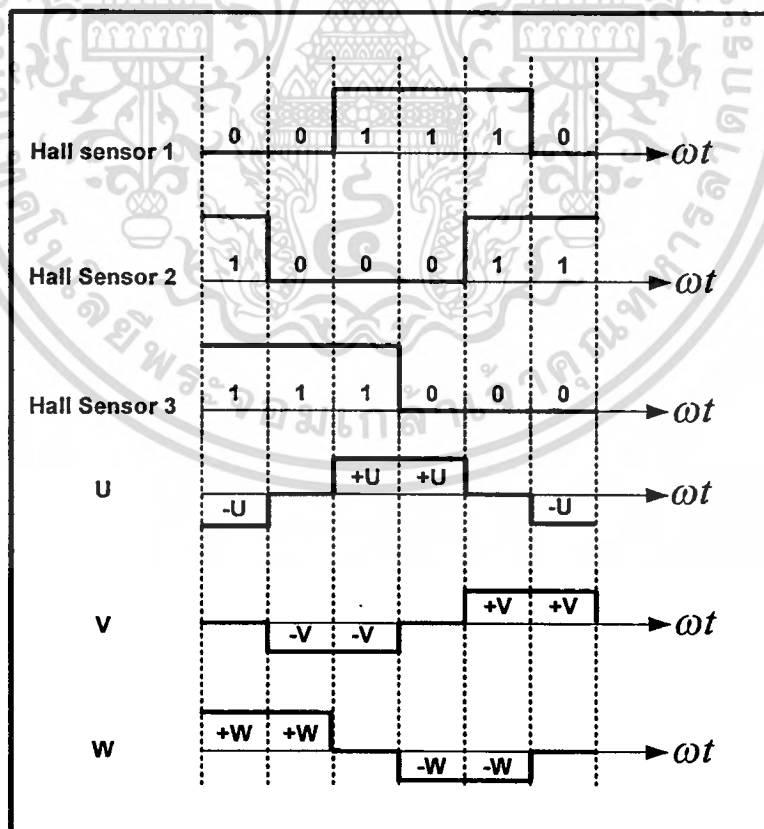 Hall sensor 1 0 0 1 1 1 0 ωt
Hall Sensor 2 1 0 0 0 1 1 ωt
Hall Sensor 3 1 1 1 0 0 0 ωt
U -U +U +U -U ωt
V -V -V +V +V ωt
W +W +W -W -W ωt